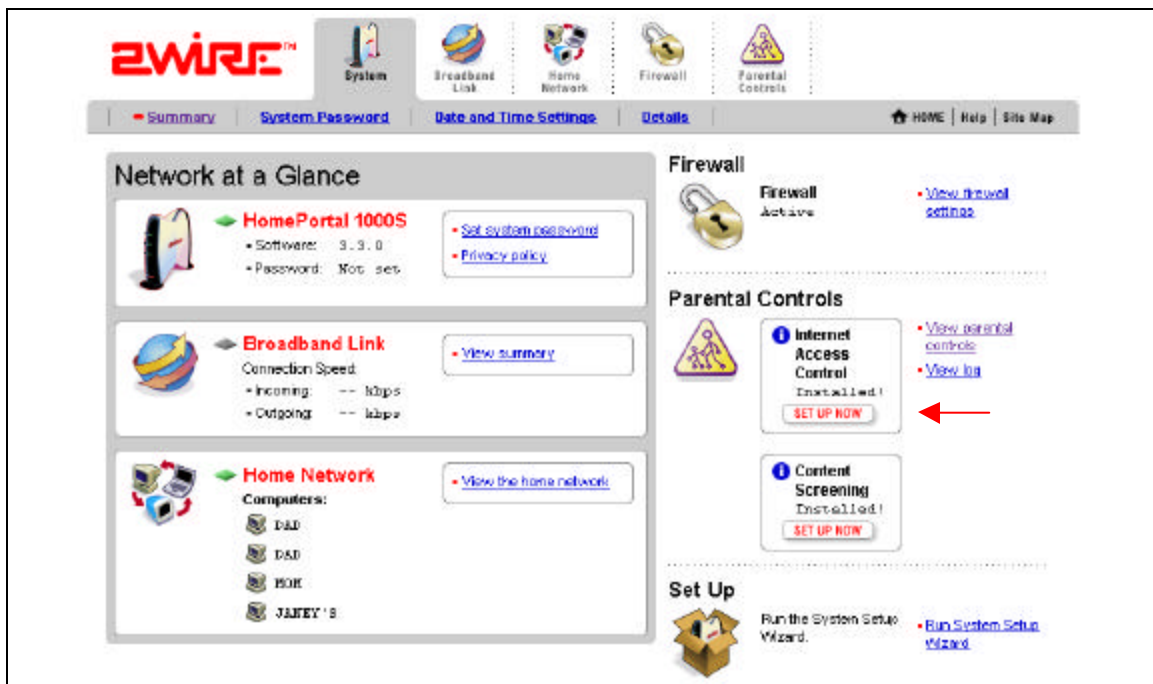 2WIRE™
System
Broadband Link
Home Network
Firewall
Parental Controls
Summary
System Password
Date and Time Settings
Details
HOME | Help | Site Map
Network at a Glance
HomePortal 1000S
Software: 3.3.0
Password: Not set
Set system password
Privacy policy
Broadband Link
Connection Speed:
Incoming: -- kbps
Outgoing: -- kbps
View summary
Home Network
Computers:
DAD
DAD
MOM
JANEY'S
View the home network
Firewall
Firewall
Active
View firewall
settings
Parental Controls
Internet
Access
Control
Installed!
SET UP NOW
View parental
controls
View log
Content
Screening
Installed!
SET UP NOW
Set Up
Run the System Setup
Wizard.
Run System Setup
Wizard